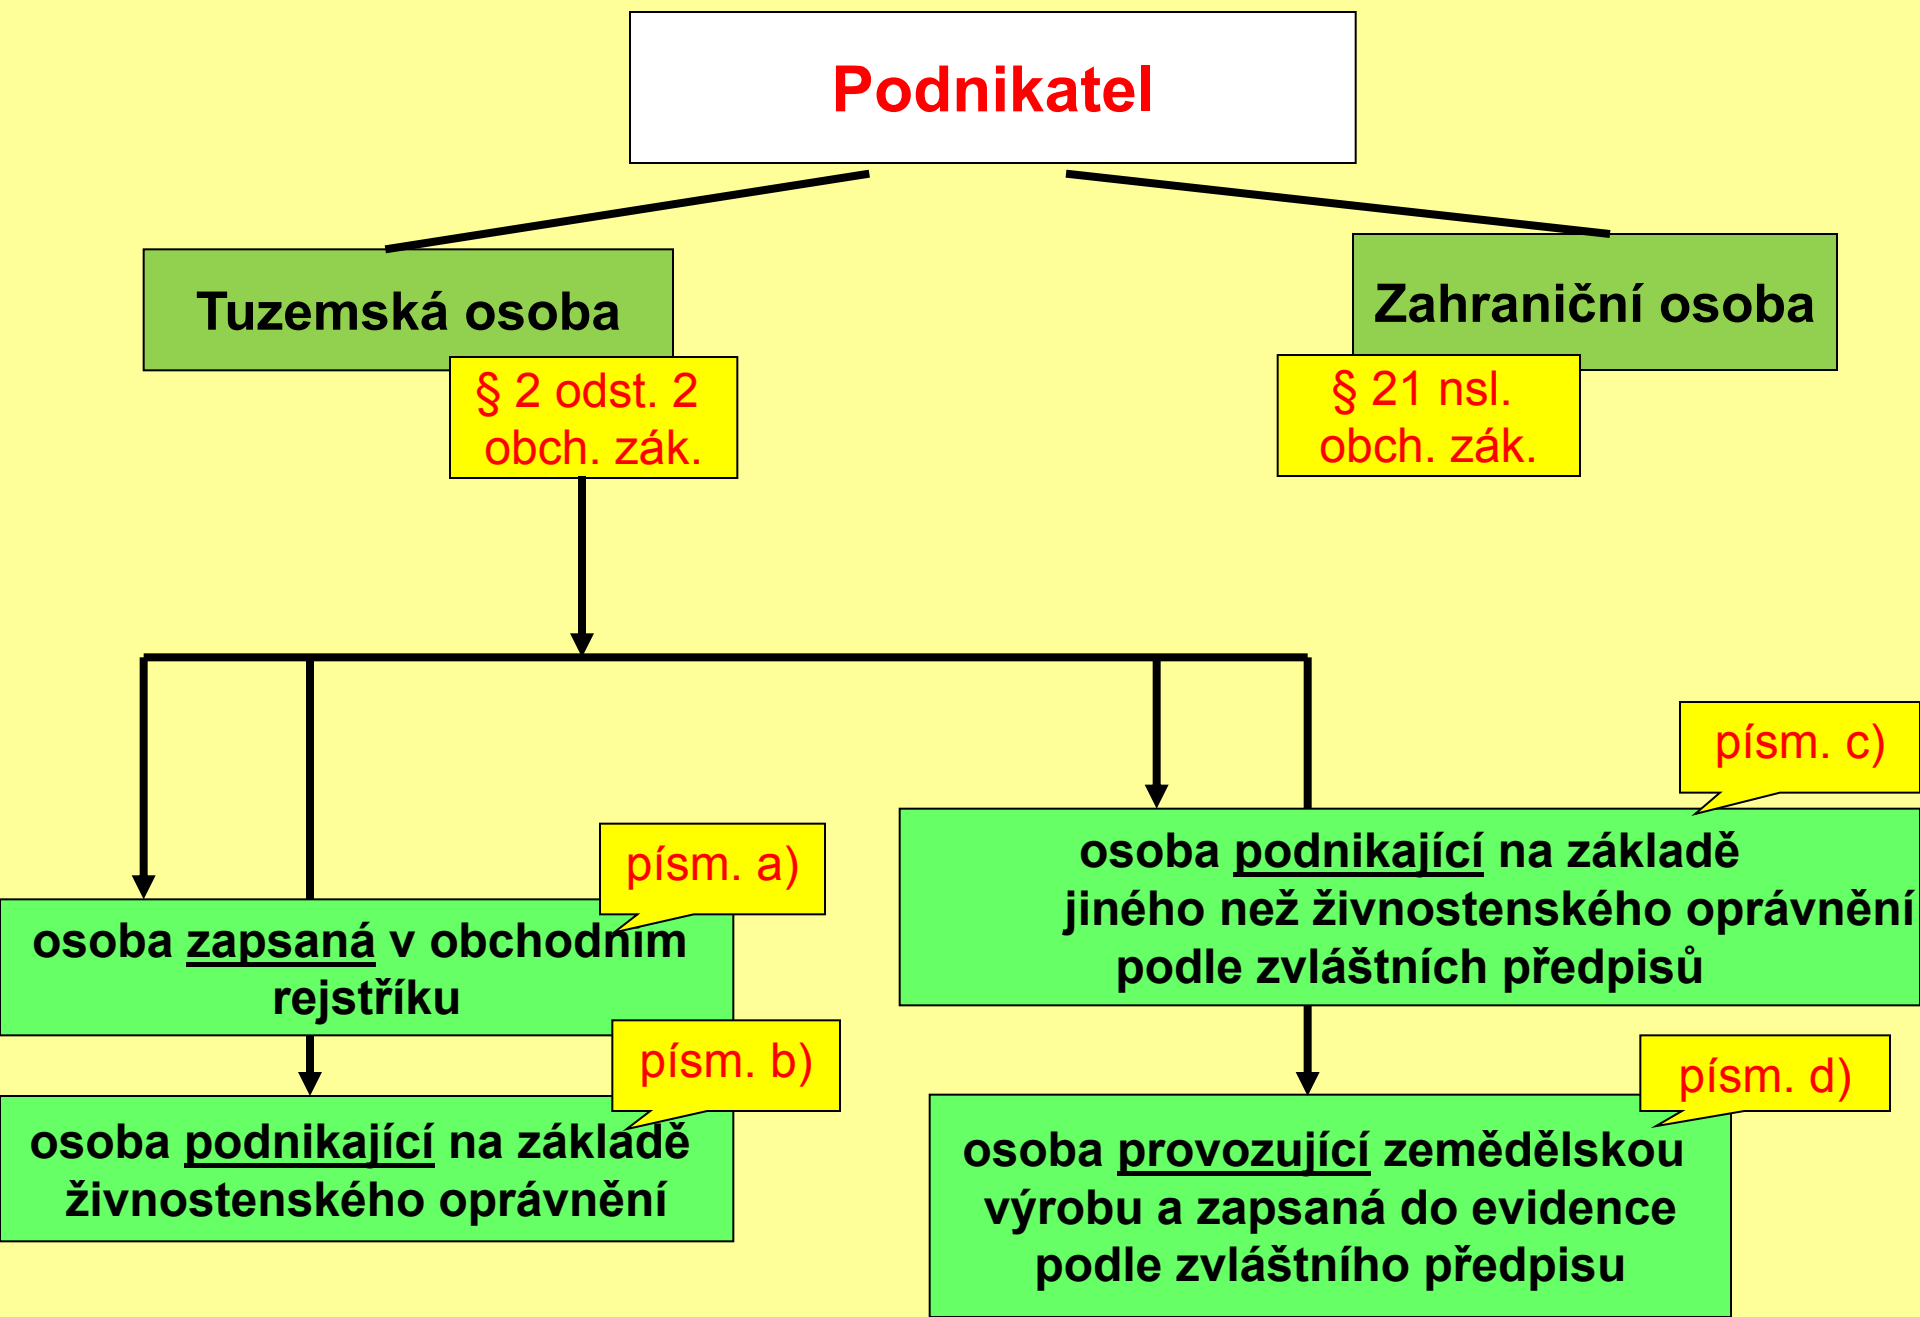 Podnikatel
Tuzemská osoba
§ 2 odst. 2
obch. zák.
Zahraniční osoba
§ 21 nsl.
obch. zák.
písm. a)
osoba zapsaná v obchodním
rejstříku
písm. b)
osoba podnikající na základě
živnostenského oprávnění
písm. c)
osoba podnikající na základě
jiného než živnostenského oprávnění
podle zvláštních předpisů
písm. d)
osoba provozující zemědělskou
výrobu a zapsaná do evidence
podle zvláštního předpisu